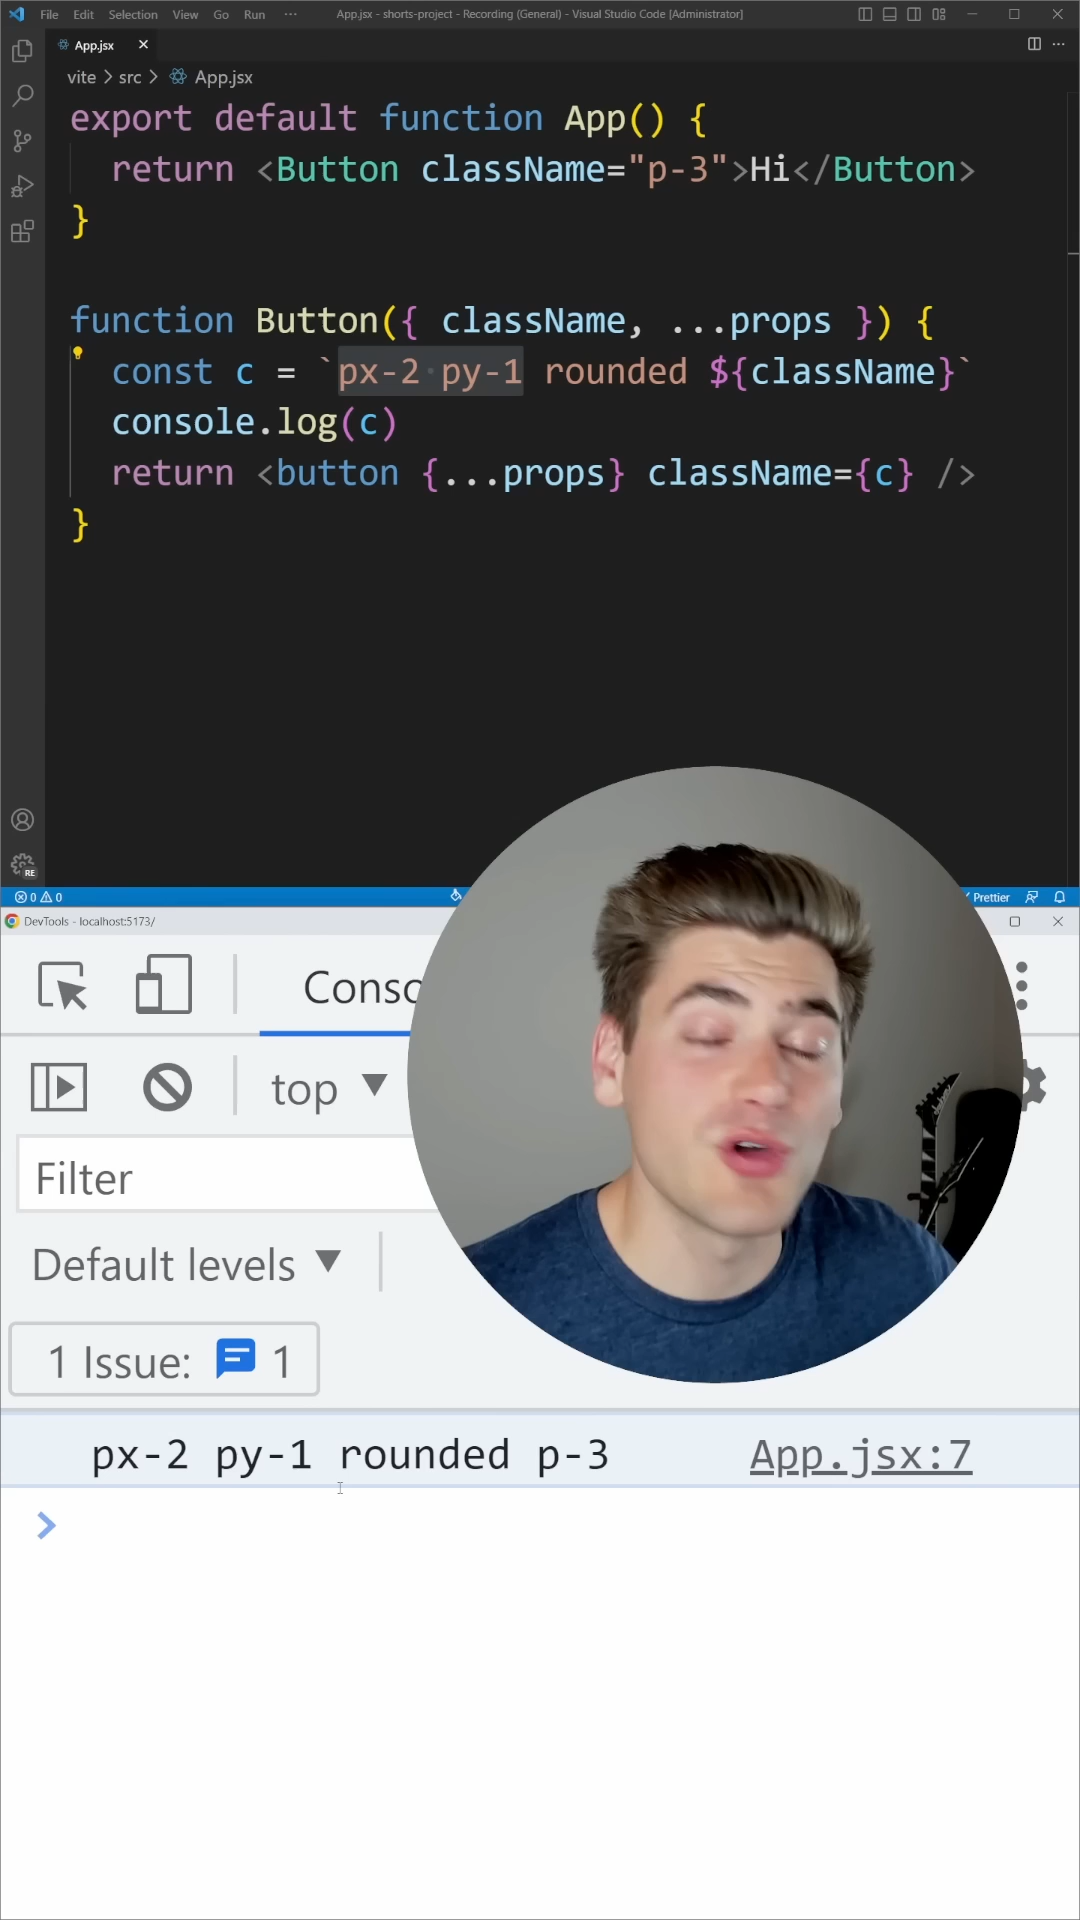 File Edit Selection View Go Run ··· App.jsx - shorts-project - Recording (General) - Visual Studio Code [Administrator]
App.jsx
vite > src > App.jsx
export default function App() {
return <Button className="p-3">Hi</Button>
}
function Button({ className, ...props }) {
const c = `px-2 py-1 rounded ${className}`
console.log(c)
return <button {...props} className={c} />
}
RE
0 0 Prettier
DevTools - localhost:5173/
Conso
top
Filter
Default levels
1 Issue: 1
px-2 py-1 rounded p-3 App.jsx:7